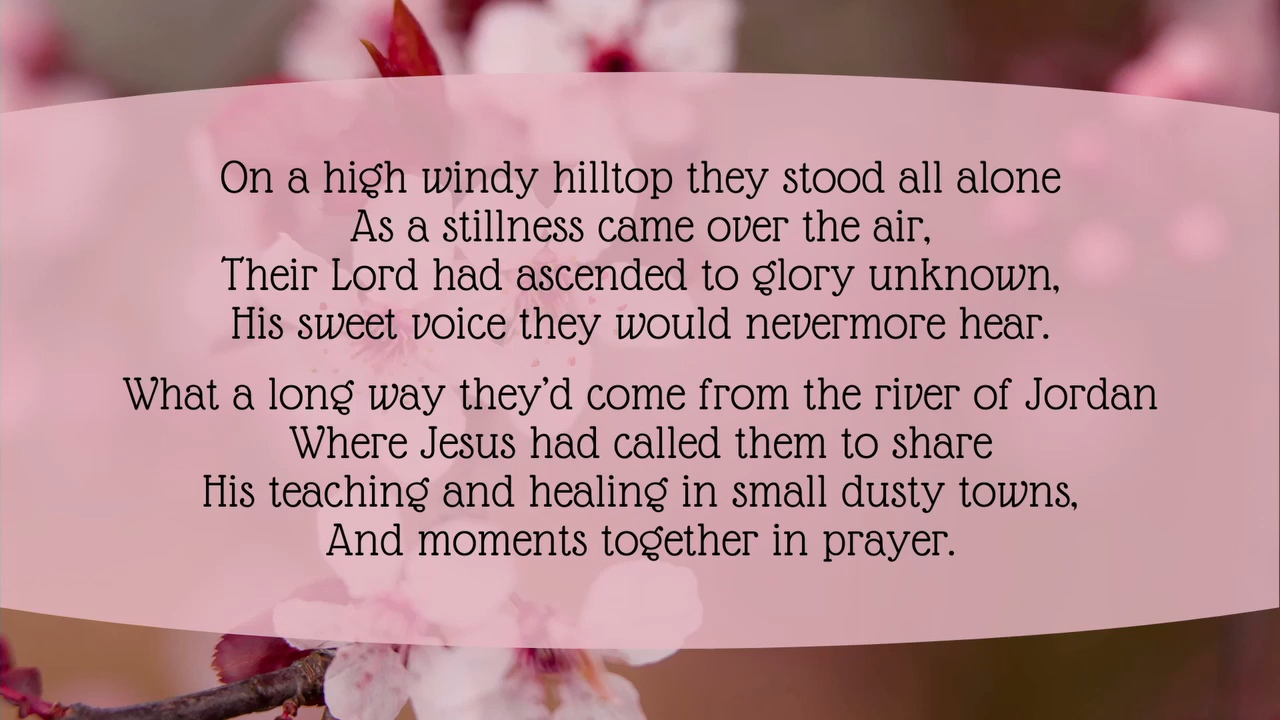 On a high windy hilltop they stood all alone
As a stillness came over the air,
Their Lord had ascended to glory unknown,
His sweet voice they would nevermore hear.
What a long way they’d come from the river of Jordan
Where Jesus had called them to share
His teaching and healing in small dusty towns,
And moments together in prayer.